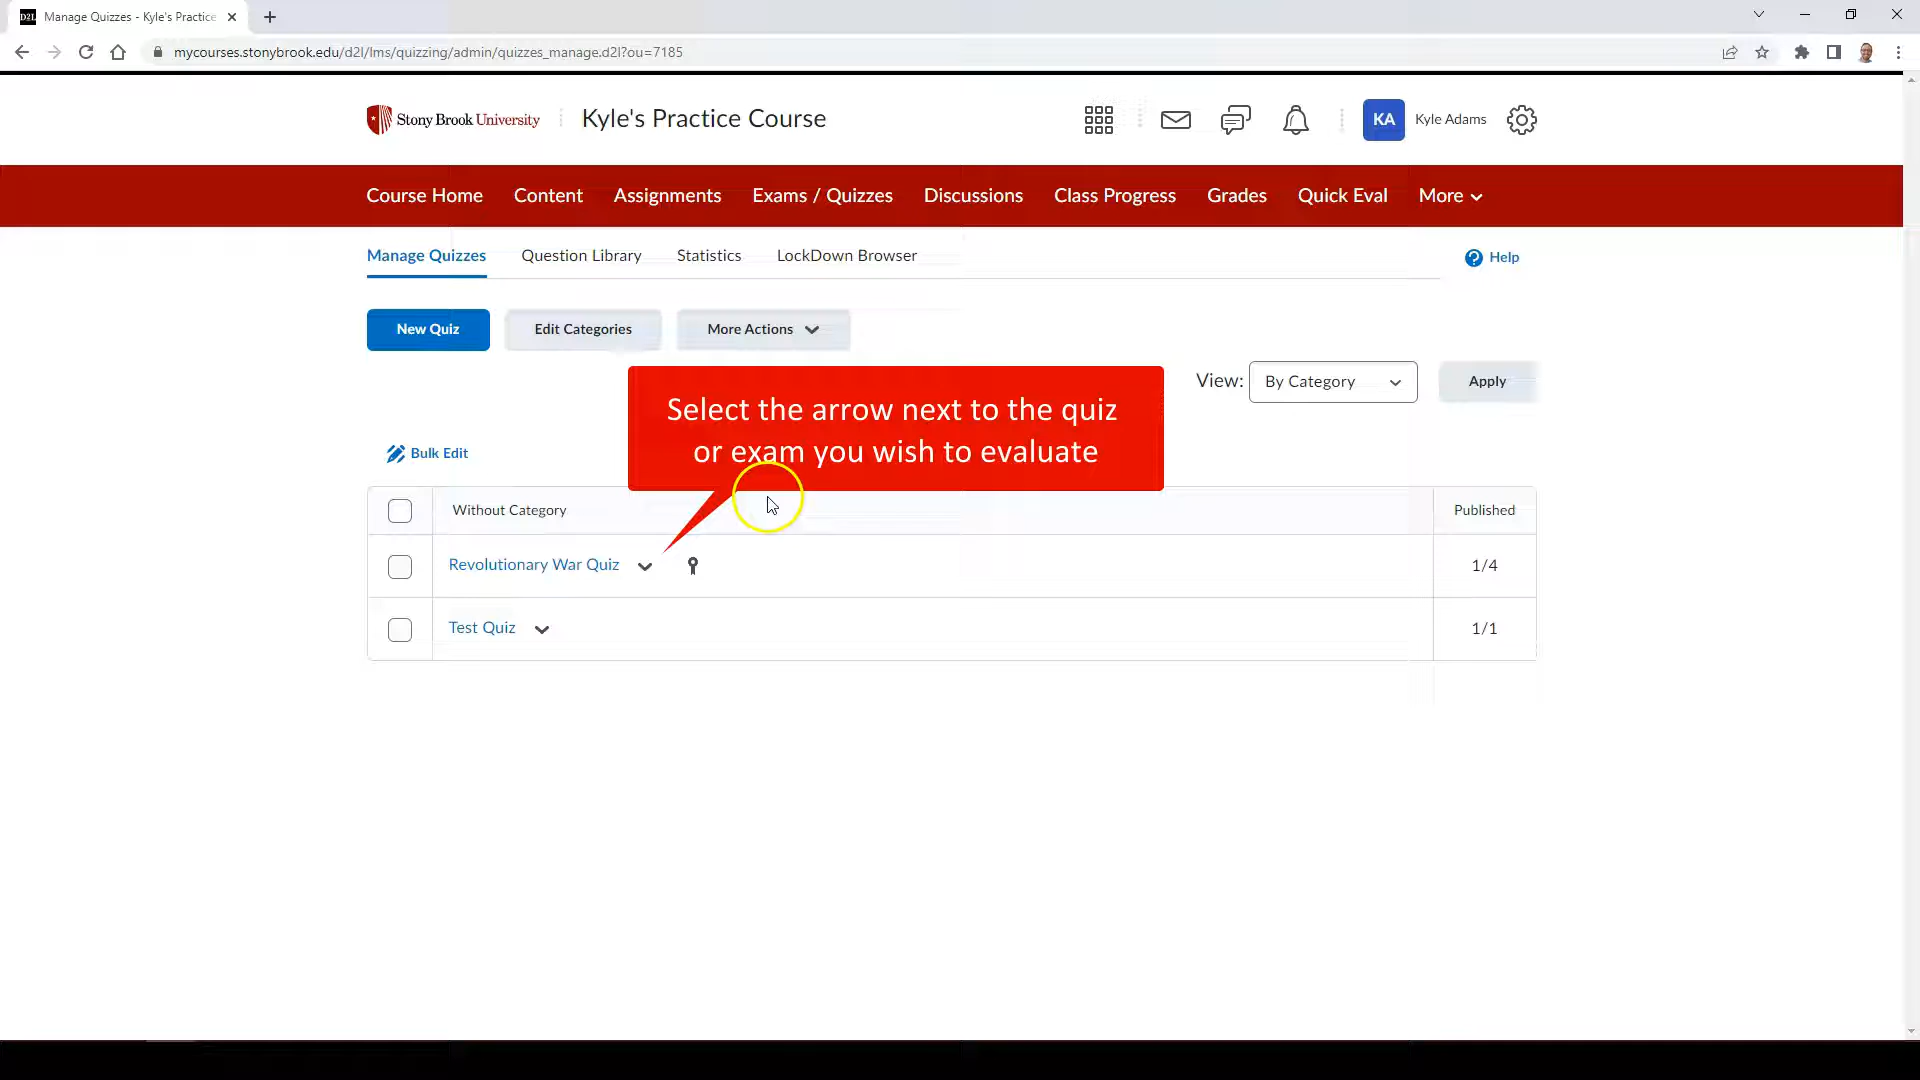 D2L Manage Quizzes - Kyle's Practice
mycourses.stonybrook.edu/d2l/lms/quizzing/admin/quizzes_manage.d2l?ou=7185
Stony Brook University Kyle's Practice Course KA Kyle Adams
Course Home Content Assignments Exams / Quizzes Discussions Class Progress Grades Quick Eval More
Manage Quizzes Question Library Statistics LockDown Browser ? Help
New Quiz Edit Categories More Actions
View: By Category Apply
Select the arrow next to the quiz
or exam you wish to evaluate
Bulk Edit
Without Category Published
Revolutionary War Quiz 1/4
Test Quiz 1/1